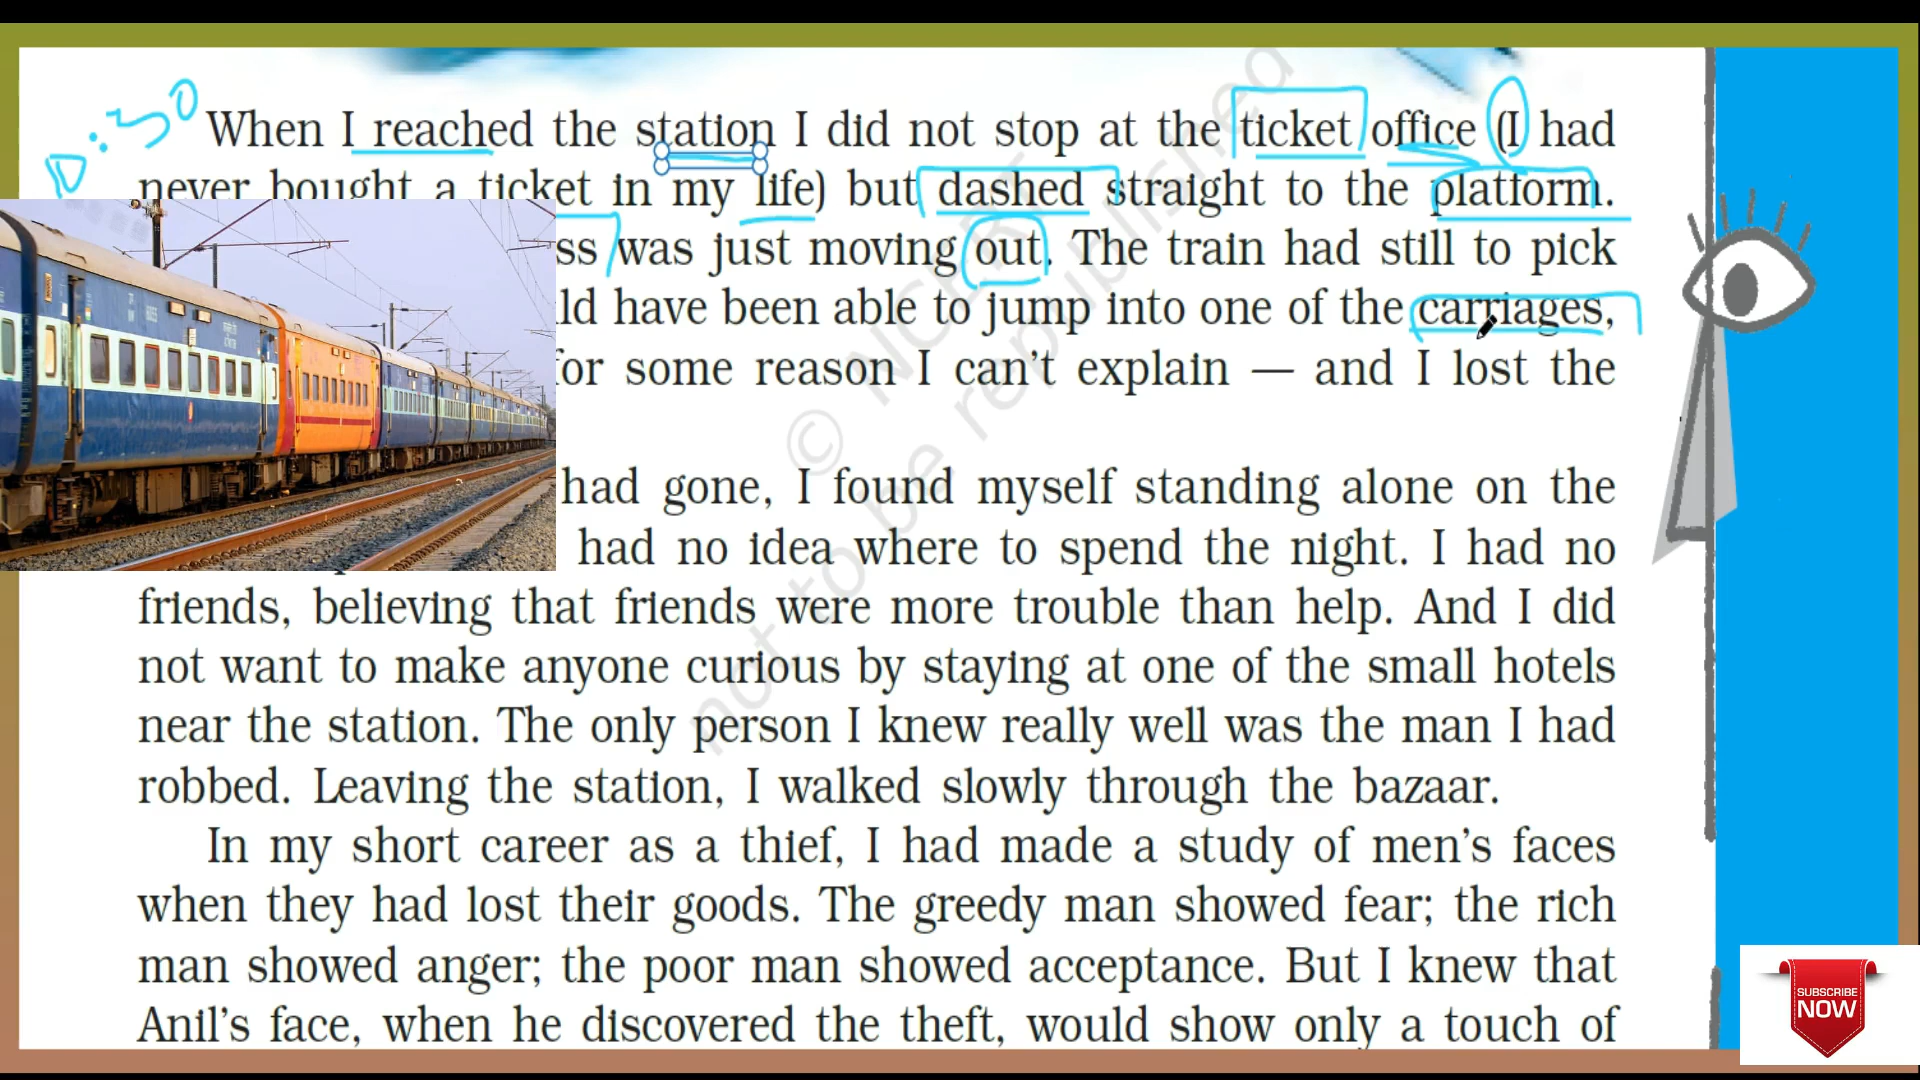 :30
When I reached the station I did not stop at the ticket office (I had
never bought a ticket in my life) but dashed straight to the platform.
ss was just moving out. The train had still to pick
ld have been able to jump into one of the carriages,
for some reason I can't explain — and I lost the
had gone, I found myself standing alone on the
had no idea where to spend the night. I had no
friends, believing that friends were more trouble than help. And I did
not want to make anyone curious by staying at one of the small hotels
near the station. The only person I knew really well was the man I had
robbed. Leaving the station, I walked slowly through the bazaar.
In my short career as a thief, I had made a study of men's faces
when they had lost their goods. The greedy man showed fear; the rich
man showed anger; the poor man showed acceptance. But I knew that
Anil's face, when he discovered the theft, would show only a touch of
© NCERT
not to be republished
SUBSCRIBE
NOW